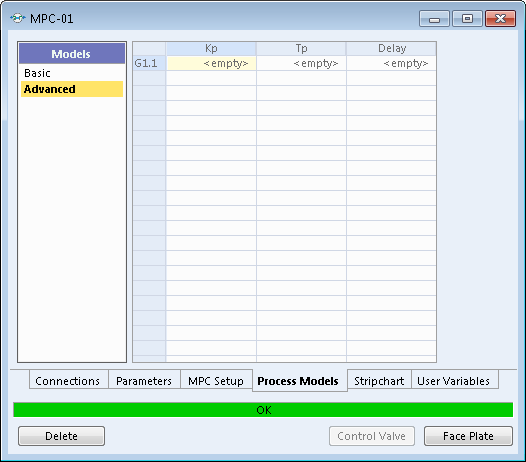 MPC-01
Models
Basic
Advanced
Kp Tp Delay
G1.1 <empty> <empty> <empty>
Connections Parameters MPC Setup Process Models Stripchart User Variables
OK
Delete Control Valve Face Plate